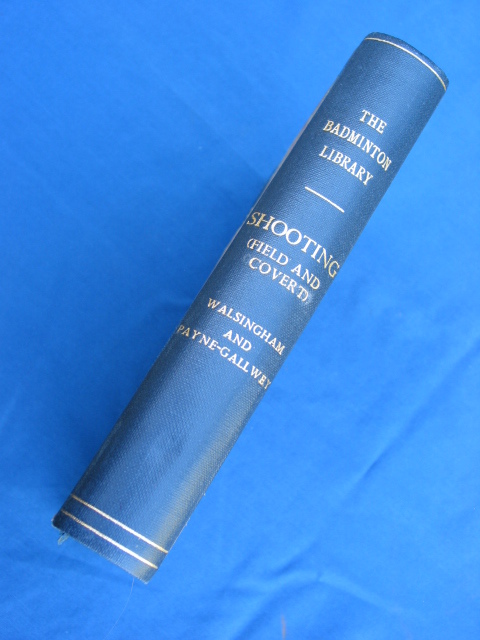 THE
BADMINTON
LIBRARY
SHOOTING
(FIELD AND
COVERT)
WALSINGHAM
AND
PAYNE-GALLWEY